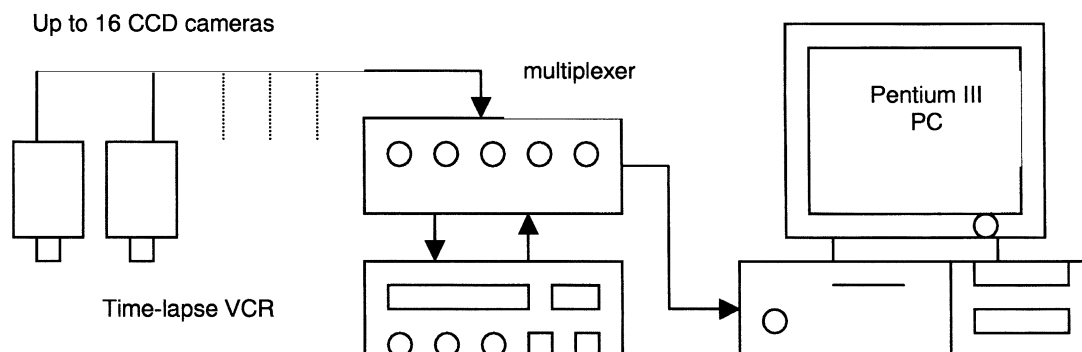 Up to 16 CCD cameras
multiplexer
Pentium III
PC
Time-lapse VCR